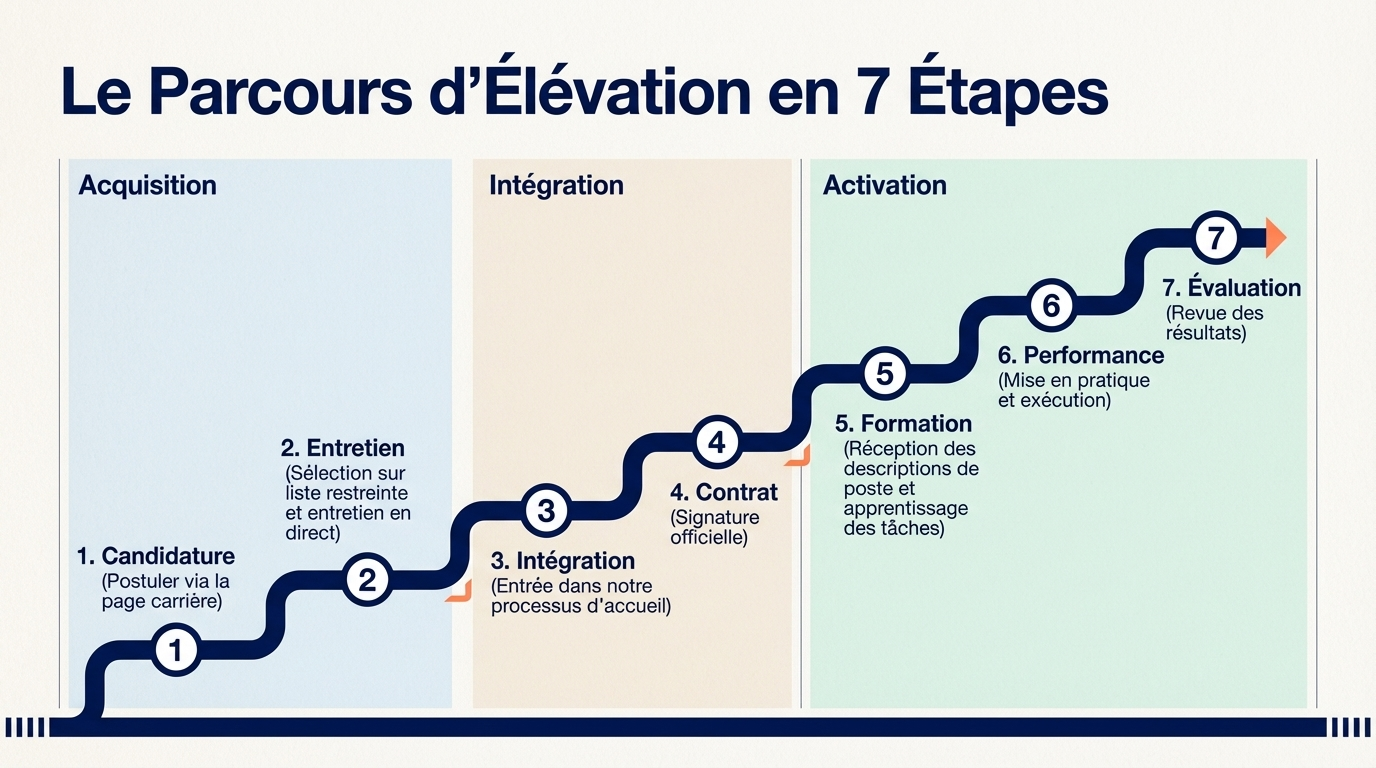 Le Parcours d’Élévation en 7 Étapes
Acquisition
1. Candidature
(Postuler via la
page carrière)
1
2. Entretien
(Sélection sur
liste restreinte
et entretien en
direct)
2
Intégration
3
3. Intégration
(Entrée dans notre
processus d'accueil)
4
4. Contrat
(Signature
officielle)
Activation
5
5. Formation
(Réception des
descriptions de
poste et
apprentissage
des tâches)
6
6. Performance
(Mise en pratique
et exécution)
7
7. Évaluation
(Revue des
résultats)